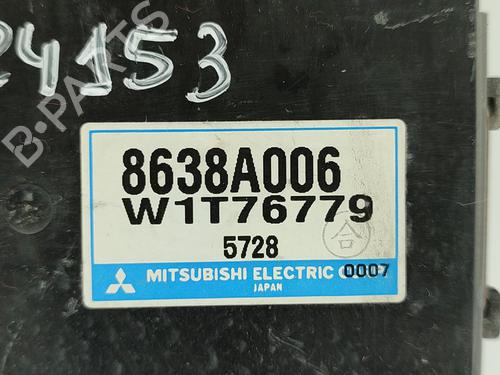 24153
B-PARTS
8638A006
W1T76779
合
5728
MITSUBISHI ELECTRIC 0007
JAPAN